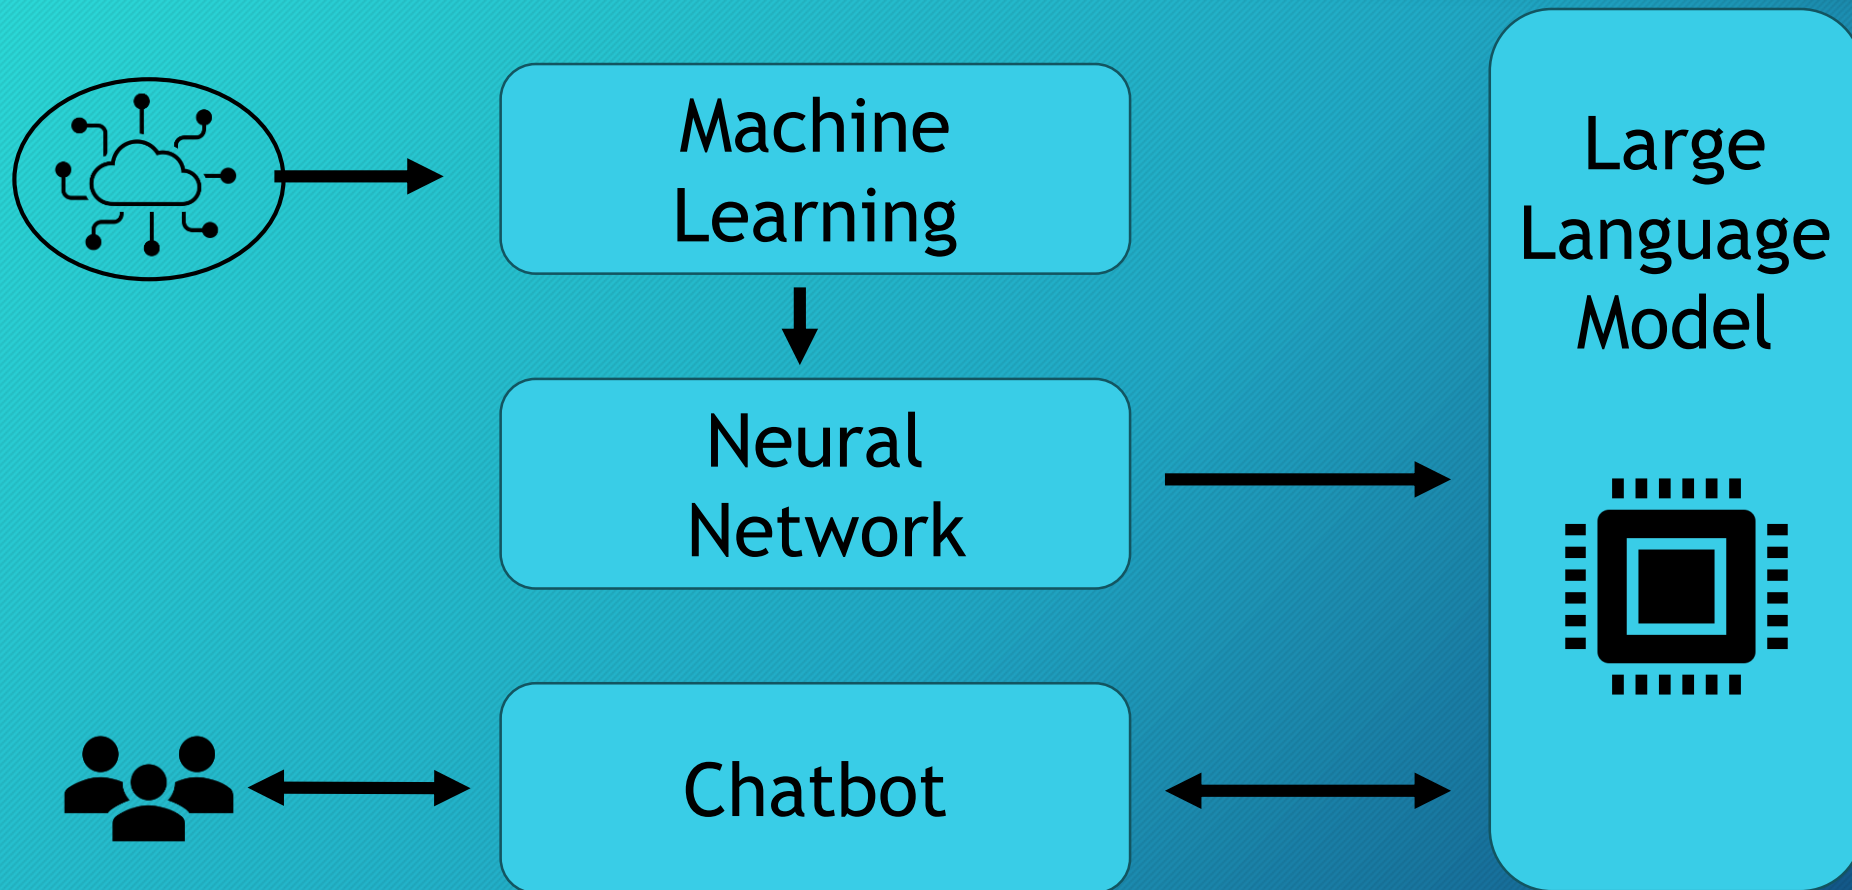 Machine
Learning
Neural
Network
Chatbot
Large
Language
Model